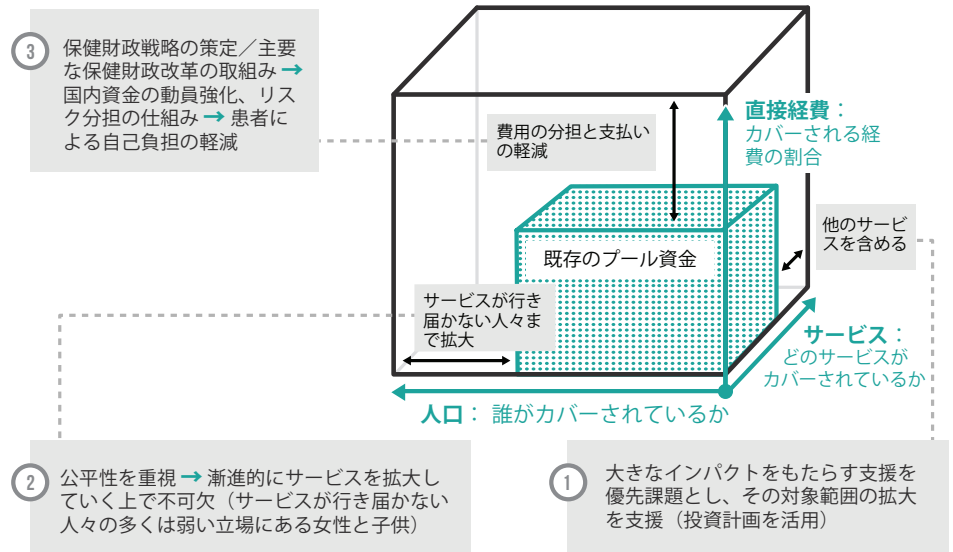 3
保健財政戦略の策定／主要
な保健財政改革の取組み →
国内資金の動員強化、リス
ク分担の仕組み → 患者に
よる自己負担の軽減
費用の分担と支払い
の軽減
直接経費：
カバーされる経
費の割合
他のサービ
スを含める
既存のプール資金
サービスが行き
届かない人々ま
で拡大
サービス：
どのサービスが
カバーされているか
人口： 誰がカバーされているか
2
公平性を重視 → 漸進的にサービスを拡大し
ていく上で不可欠（サービスが行き届かない
人々の多くは弱い立場にある女性と子供）
1
大きなインパクトをもたらす支援を
優先課題とし、その対象範囲の拡大
を支援（投資計画を活用）